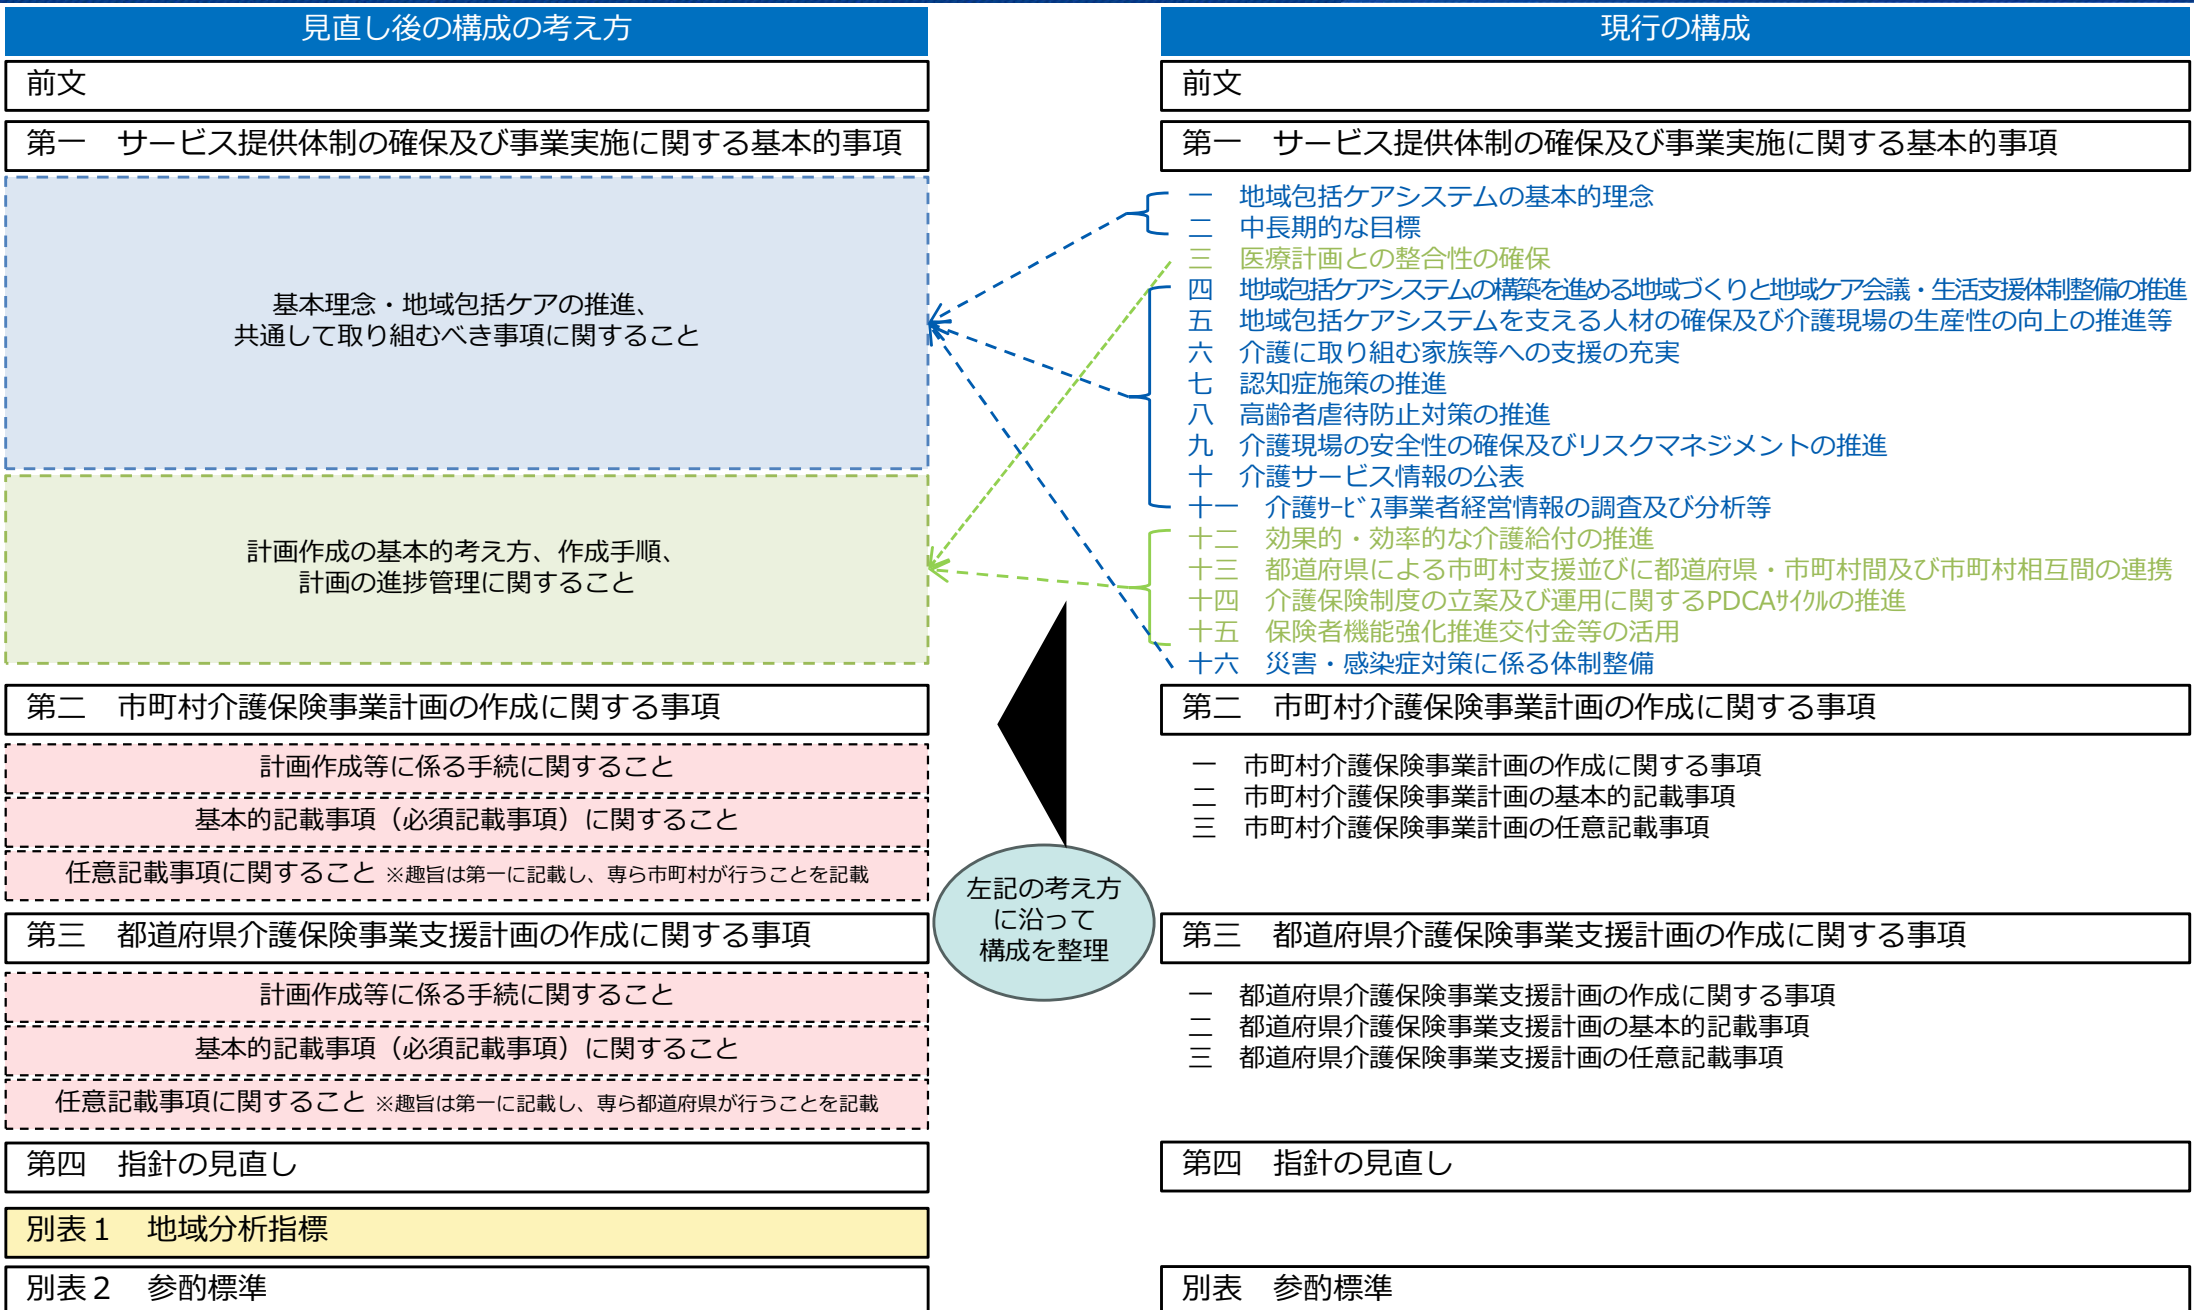 見直し後の構成の考え方
前文
第一　サービス提供体制の確保及び事業実施に関する基本的事項
基本理念・地域包括ケアの推進、
共通して取り組むべき事項に関すること
計画作成の基本的考え方、作成手順、
計画の進捗管理に関すること
第二　市町村介護保険事業計画の作成に関する事項
計画作成等に係る手続に関すること
基本的記載事項（必須記載事項）に関すること
任意記載事項に関すること ※趣旨は第一に記載し、専ら市町村が行うことを記載
第三　都道府県介護保険事業支援計画の作成に関する事項
計画作成等に係る手続に関すること
基本的記載事項（必須記載事項）に関すること
任意記載事項に関すること ※趣旨は第一に記載し、専ら都道府県が行うことを記載
第四　指針の見直し
別表１　地域分析指標
別表２　参酌標準
左記の考え方
に沿って
構成を整理
現行の構成
前文
第一　サービス提供体制の確保及び事業実施に関する基本的事項
一　地域包括ケアシステムの基本的理念
二　中長期的な目標
三　医療計画との整合性の確保
四　地域包括ケアシステムの構築を進める地域づくりと地域ケア会議・生活支援体制整備の推進
五　地域包括ケアシステムを支える人材の確保及び介護現場の生産性の向上の推進等
六　介護に取り組む家族等への支援の充実
七　認知症施策の推進
八　高齢者虐待防止対策の推進
九　介護現場の安全性の確保及びリスクマネジメントの推進
十　介護サービス情報の公表
十一　介護ｻｰﾋﾞｽ事業者経営情報の調査及び分析等
十二　効果的・効率的な介護給付の推進
十三　都道府県による市町村支援並びに都道府県・市町村間及び市町村相互間の連携
十四　介護保険制度の立案及び運用に関するPDCAｻｲｸﾙの推進
十五　保険者機能強化推進交付金等の活用
十六　災害・感染症対策に係る体制整備
第二　市町村介護保険事業計画の作成に関する事項
一　市町村介護保険事業計画の作成に関する事項
二　市町村介護保険事業計画の基本的記載事項
三　市町村介護保険事業計画の任意記載事項
第三　都道府県介護保険事業支援計画の作成に関する事項
一　都道府県介護保険事業支援計画の作成に関する事項
二　都道府県介護保険事業支援計画の基本的記載事項
三　都道府県介護保険事業支援計画の任意記載事項
第四　指針の見直し
別表　参酌標準